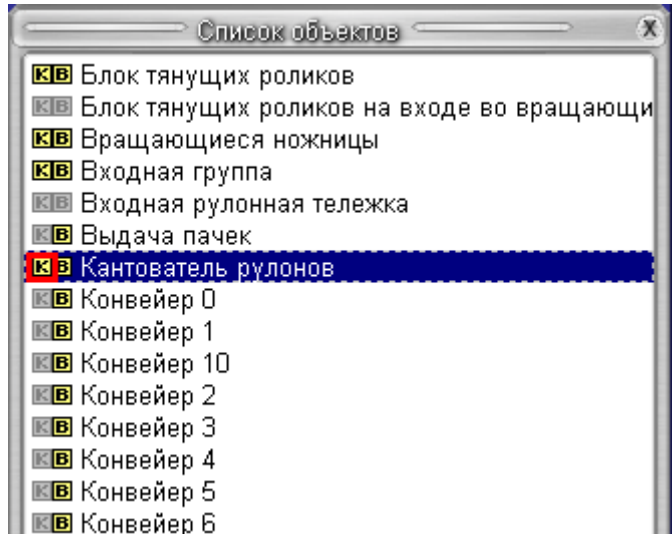 Список объектов X
КВ Блок тянущих роликов
КВ Блок тянущих роликов на входе во вращающи
КВ Вращающиеся ножницы
КВ Входная группа
КВ Входная рулонная тележка
КВ Выдача пачек
КВ Кантователь рулонов
КВ Конвейер 0
КВ Конвейер 1
КВ Конвейер 10
КВ Конвейер 2
КВ Конвейер 3
КВ Конвейер 4
КВ Конвейер 5
КВ Конвейер 6